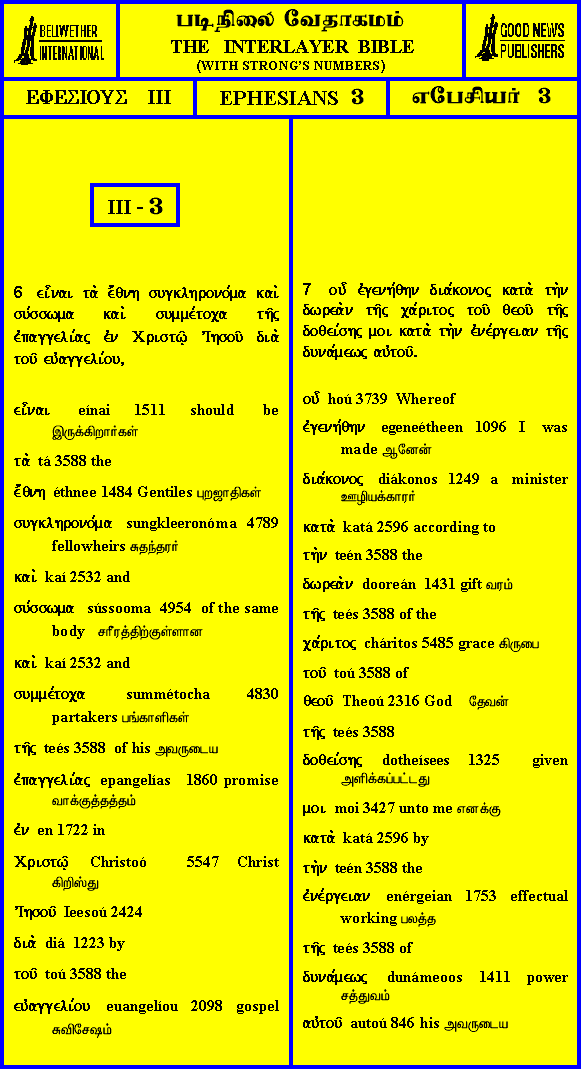 BELLWETHER
INTERNATIONAL
படிநிலை வேதாகமம்
THE INTERLAYER BIBLE
(WITH STRONG'S NUMBERS)
GOOD NEWS
PUBLISHERS
ΕΦΕΣΙΟΥΣ III
EPHESIANS 3
எபேசியர் 3
III - 3
6 εἶναι τὰ ἔθνη συγκληρονόμα καὶ
σύσσωμα καὶ συμμέτοχα τῆς
ἐπαγγελίας ἐν Χριστῷ Ἰησοῦ διὰ
τοῦ εὐαγγελίου,
εἶναι eínai 1511 should be
இருக்கிறார்கள்
τὰ tá 3588 the
ἔθνη éthnee 1484 Gentiles புறஜாதிகள்
συγκληρονόμα sungkleeronóma 4789
fellowheirs சுதந்தரர்
καὶ kaí 2532 and
σύσσωμα sússooma 4954 of the same
body சரீரத்திற்குள்ளான
καὶ kaí 2532 and
συμμέτοχα summétocha 4830
partakers பங்காளிகள்
τῆς teés 3588 of his அவருடைய
ἐπαγγελίας epangelías 1860 promise
வாக்குத்தத்தம்
ἐν en 1722 in
Χριστῷ Christoó 5547 Christ
கிறிஸ்து
Ἰησοῦ Ieesoú 2424
διὰ diá 1223 by
τοῦ toú 3588 the
εὐαγγελίου euangelíou 2098 gospel
சுவிசேஷம்
7 οὗ ἐγενήθην διάκονος κατὰ τὴν
δωρεὰν τῆς χάριτος τοῦ θεοῦ τῆς
δοθείσης μοι κατὰ τὴν ἐνέργειαν τῆς
δυνάμεως αὐτοῦ.
οὗ hoú 3739 Whereof
ἐγενήθην egeneétheen 1096 I was
made ஆனேன்
διάκονος diákonos 1249 a minister
ஊழியக்காரர்
κατὰ katá 2596 according to
τὴν teén 3588 the
δωρεὰν dooreán 1431 gift வரம்
τῆς teés 3588 of the
χάριτος cháritos 5485 grace கிருபை
τοῦ toú 3588 of
θεοῦ Theoú 2316 God தேவன்
τῆς teés 3588
δοθείσης dotheísees 1325 given
அளிக்கப்பட்டது
μοι moi 3427 unto me எனக்கு
κατὰ katá 2596 by
τὴν teén 3588 the
ἐνέργειαν enérgeian 1753 effectual
working பலத்த
τῆς teés 3588 of
δυνάμεως dunámeoos 1411 power
சத்துவம்
αὐτοῦ autoú 846 his அவருடைய